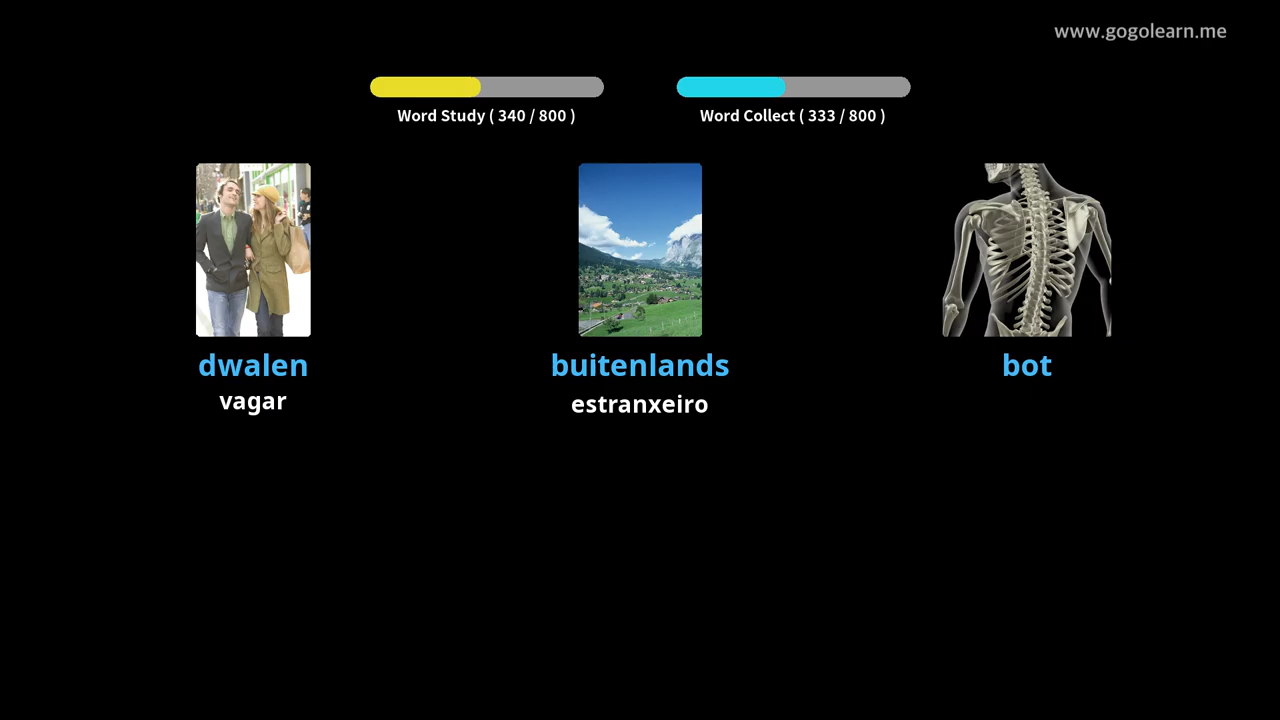 www.gogolearn.me
Word Study ( 340 / 800 )
Word Collect ( 333 / 800 )
dwalen
vagar
buitenlands
estranxeiro
bot